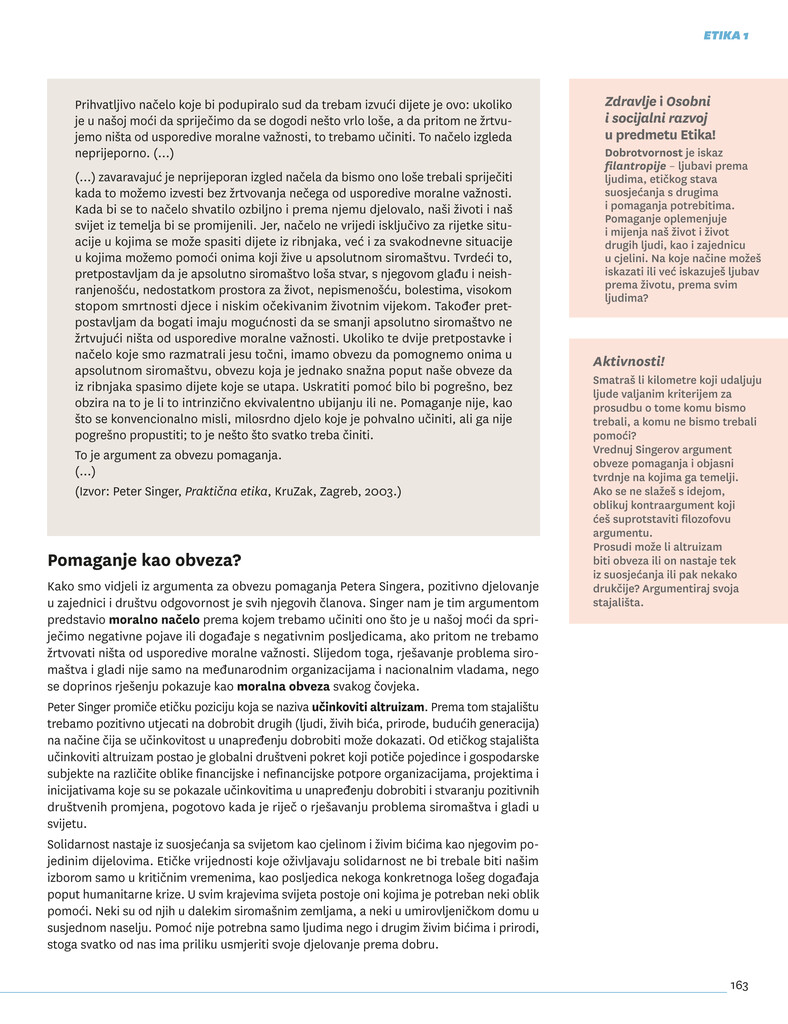 ETIKA 1
Prihvatljivo načelo koje bi podupiralo sud da trebam izvući dijete je ovo: ukoliko
je u našoj moći da spriječimo da se dogodi nešto vrlo loše, a da pritom ne žrtvu-
jemo ništa od usporedive moralne važnosti, to trebamo učiniti. To načelo izgleda
neprijeporno. (...)
(...) zavaravajuć je neprijeporan izgled načela da bismo ono loše trebali spriječiti
kada to možemo izvesti bez žrtvovanja nečega od usporedive moralne važnosti.
Kada bi se to načelo shvatilo ozbiljno i prema njemu djelovalo, naši životi i naš
svijet iz temelja bi se promijenili. Jer, načelo ne vrijedi isključivo za rijetke situ-
acije u kojima se može spasiti dijete iz ribnjaka, već i za svakodnevne situacije
u kojima možemo pomoći onima koji žive u apsolutnom siromaštvu. Tvrdeći to,
pretpostavljam da je apsolutno siromaštvo loša stvar, s njegovom glađu i neish-
ranjenošću, nedostatkom prostora za život, nepismenošću, bolestima, visokom
stopom smrtnosti djece i niskim očekivanim životnim vijekom. Također pret-
postavljam da bogati imaju mogućnosti da se smanji apsolutno siromaštvo ne
žrtvujući ništa od usporedive moralne važnosti. Ukoliko te dvije pretpostavke i
načelo koje smo razmatrali jesu točni, imamo obvezu da pomognemo onima u
apsolutnom siromaštvu, obvezu koja je jednako snažna poput naše obveze da
iz ribnjaka spasimo dijete koje se utapa. Uskratiti pomoć bilo bi pogrešno, bez
obzira na to je li to intrinzično ekvivalentno ubijanju ili ne. Pomaganje nije, kao
što se konvencionalno misli, milosrdno djelo koje je pohvalno učiniti, ali ga nije
pogrešno propustiti; to je nešto što svatko treba činiti.
To je argument za obvezu pomaganja.
(...)
(Izvor: Peter Singer, Praktična etika, KruZak, Zagreb, 2003.)
Pomaganje kao obveza?
Kako smo vidjeli iz argumenta za obvezu pomaganja Petera Singera, pozitivno djelovanje
u zajednici i društvu odgovornost je svih njegovih članova. Singer nam je tim argumentom
predstavio moralno načelo prema kojem trebamo učiniti ono što je u našoj moći da spri-
ječimo negativne pojave ili događaje s negativnim posljedicama, ako pritom ne trebamo
žrtvovati ništa od usporedive moralne važnosti. Slijedom toga, rješavanje problema siro-
maštva i gladi nije samo na međunarodnim organizacijama i nacionalnim vladama, nego
se doprinos rješenju pokazuje kao moralna obveza svakog čovjeka.
Peter Singer promiče etičku poziciju koja se naziva učinkoviti altruizam. Prema tom stajalištu
trebamo pozitivno utjecati na dobrobit drugih (ljudi, živih bića, prirode, budućih generacija)
na načine čija se učinkovitost u unapređenju dobrobiti može dokazati. Od etičkog stajališta
učinkoviti altruizam postao je globalni društveni pokret koji potiče pojedince i gospodarske
subjekte na različite oblike financijske i nefinancijske potpore organizacijama, projektima i
inicijativama koje su se pokazale učinkovitima u unapređenju dobrobiti i stvaranju pozitivnih
društvenih promjena, pogotovo kada je riječ o rješavanju problema siromaštva i gladi u
svijetu.
Solidarnost nastaje iz suosjećanja sa svijetom kao cjelinom i živim bićima kao njegovim po-
jedinim dijelovima. Etičke vrijednosti koje oživljavaju solidarnost ne bi trebale biti našim
izborom samo u kritičnim vremenima, kao posljedica nekoga konkretnoga lošeg događaja
poput humanitarne krize. U svim krajevima svijeta postoje oni kojima je potreban neki oblik
pomoći. Neki su od njih u dalekim siromašnim zemljama, a neki u umirovljeničkom domu u
susjednom naselju. Pomoć nije potrebna samo ljudima nego i drugim živim bićima i prirodi,
stoga svatko od nas ima priliku usmjeriti svoje djelovanje prema dobru.
Zdravlje i Osobni
i socijalni razvoj
u predmetu Etika!
Dobrotvornost je iskaz
filantropije – ljubavi prema
ljudima, etičkog stava
suosjećanja s drugima
i pomaganja potrebitima.
Pomaganje oplemenjuje
i mijenja naš život i život
drugih ljudi, kao i zajednicu
u cjelini. Na koje načine možeš
iskazati ili već iskazuješ ljubav
prema životu, prema svim
ljudima?
Aktivnosti!
Smatraš li kilometre koji udaljuju
ljude valjanim kriterijem za
prosudbu o tome komu bismo
trebali, a komu ne bismo trebali
pomoći?
Vrednuj Singerov argument
obveze pomaganja i objasni
tvrdnje na kojima ga temelji.
Ako se ne slažeš s idejom,
oblikuj kontraargument koji
ćeš suprotstaviti filozofovu
argumentu.
Prosudi može li altruizam
biti obveza ili on nastaje tek
iz suosjećanja ili pak nekako
drukčije? Argumentiraj svoja
stajališta.
163